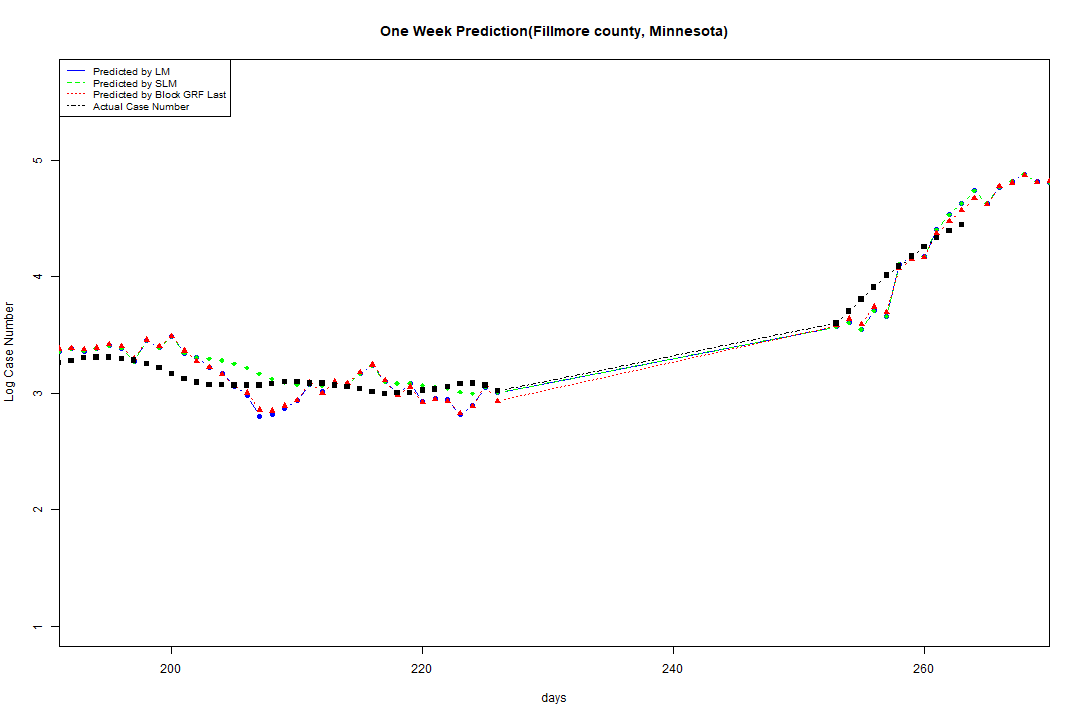 One Week Prediction(Fillmore county, Minnesota)
Predicted by LM
Predicted by SLM
Predicted by Block GRF Last
Actual Case Number
5
4
3
2
1
Log Case Number
200 220 240 260
days